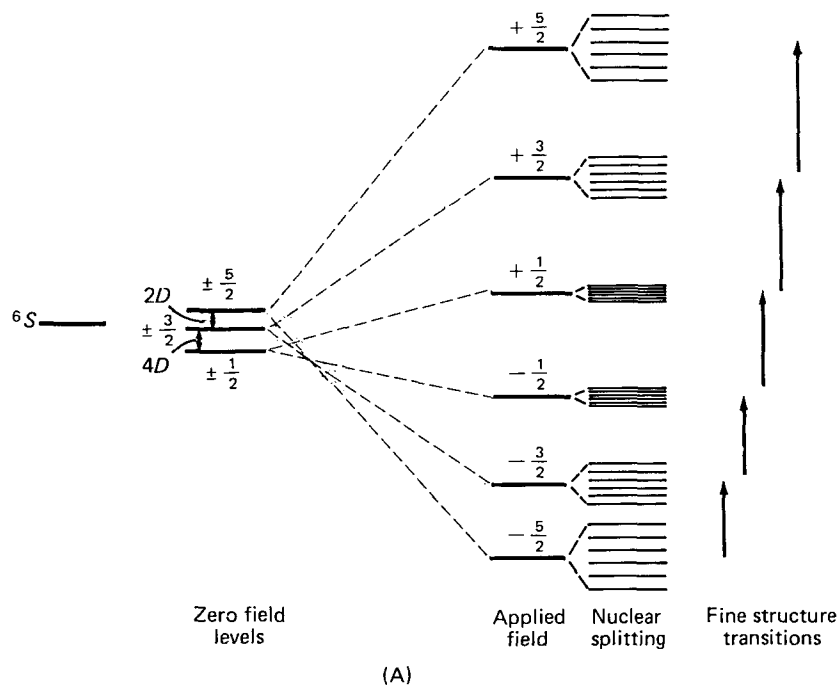 + 5/2
+ 3/2
2D
± 5/2
+ 1/2
⁶S
± 3/2
4D
± 1/2
− 1/2
− 3/2
− 5/2
Zero field
levels
Applied
field
Nuclear
splitting
Fine structure
transitions
(A)